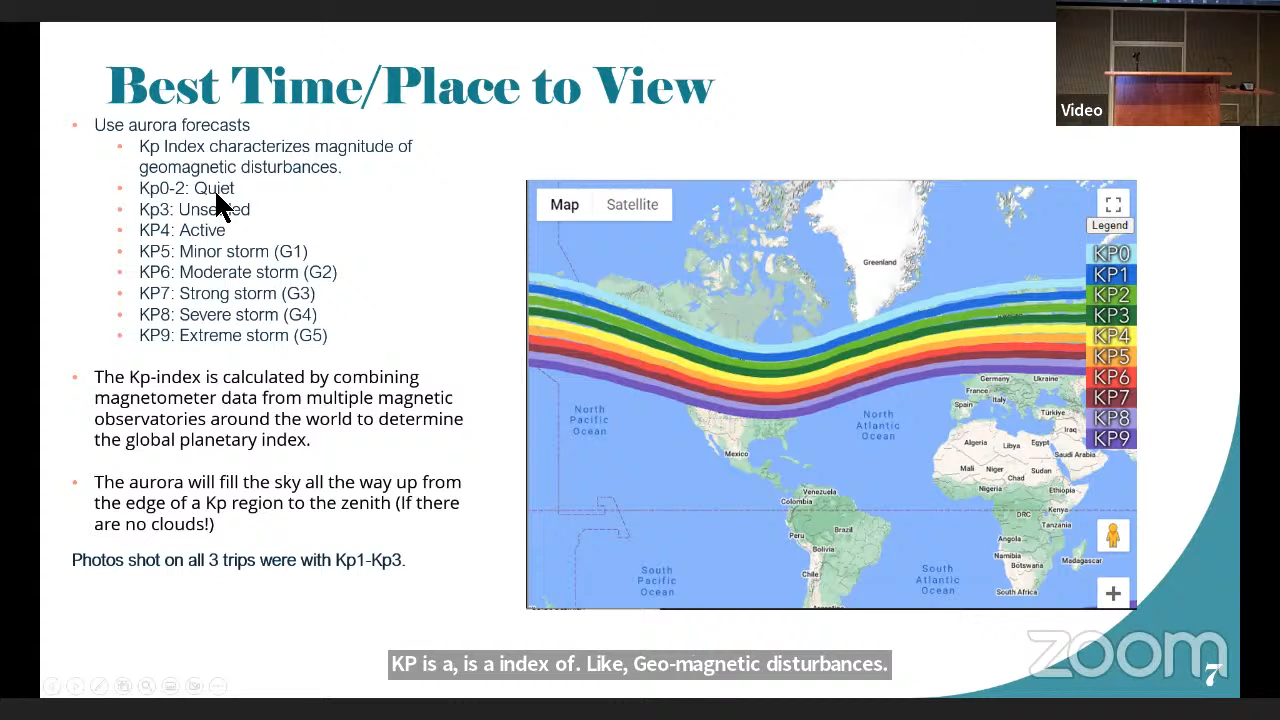 Best Time/Place to View
Use aurora forecasts
Kp Index characterizes magnitude of
geomagnetic disturbances.
Kp0-2: Quiet
Kp3:
KP4: Active
KP5: Minor storm (G1)
KP6: Moderate storm (G2)
KP7: Strong storm (G3)
KP8: Severe storm (G4)
KP9: Extreme storm (G5)
The Kp-index is calculated by combining
magnetometer data from multiple magnetic
observatories around the world to determine
the global planetary index.
The aurora will fill the sky all the way up from
the edge of a Kp region to the zenith (If there
are no clouds!)
Photos shot on all 3 trips were with Kp1-Kp3.
Video
Map Satellite
Legend
KP0
KP1
KP2
KP3
KP4
KP5
KP6
KP7
KP8
KP9
Greenland
Germany
Ukraine
France
Italy
Spain
Türkiye
Iraq
Algeria
Libya
Egypt
Saudi Arabia
Mali
Niger
Sudan
Chad
Nigeria
Ethiopia
DRC
Kenya
Tanzania
Angola
Namibia
Botswana
Madagascar
South Africa
North
Pacific
Ocean
North
Atlantic
Ocean
Mexico
Venezuela
Colombia
Brazil
Peru
Bolivia
Chile
South
Pacific
Ocean
South
Atlantic
Ocean
KP is a, is a index of. Like, Geo-magnetic disturbances.
zoom
7